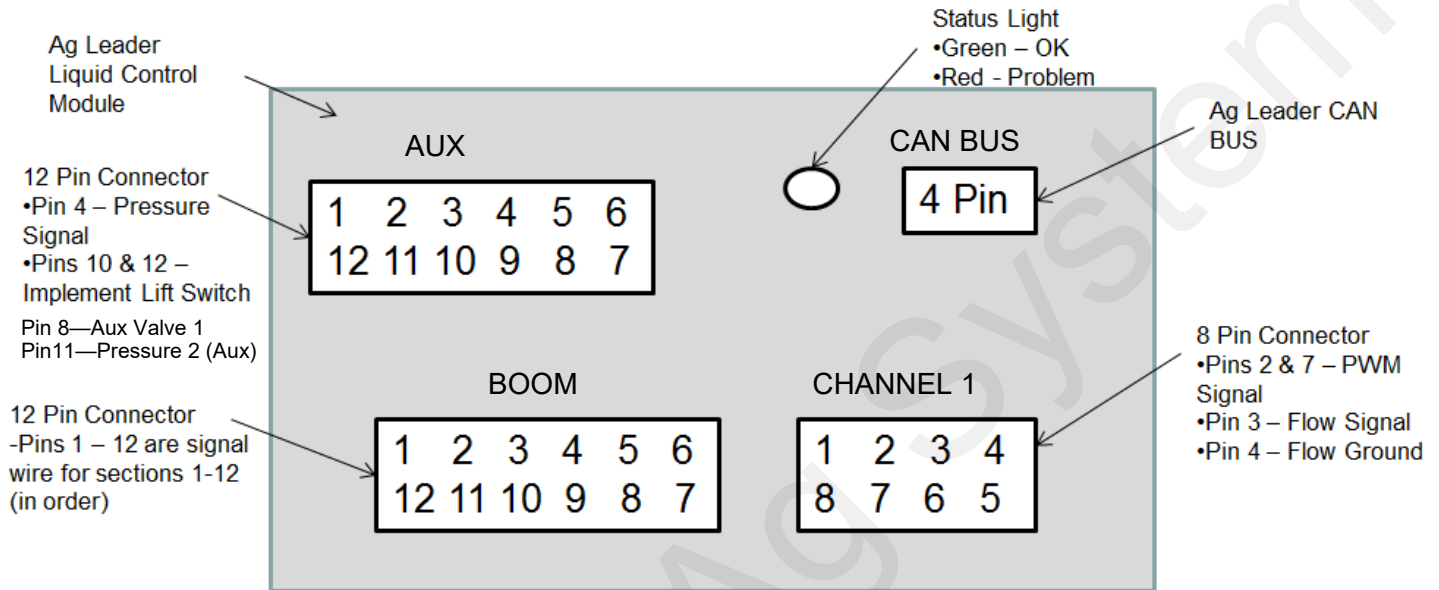 Ag Leader
Liquid Control
Module
Status Light
•Green – OK
•Red - Problem
Ag Leader CAN
BUS
AUX
CAN BUS
12 Pin Connector
•Pin 4 – Pressure
Signal
•Pins 10 & 12 –
Implement Lift Switch
Pin 8—Aux Valve 1
Pin11—Pressure 2 (Aux)
1 2 3 4 5 6
12 11 10 9 8 7
4 Pin
BOOM
CHANNEL 1
12 Pin Connector
-Pins 1 – 12 are signal
wire for sections 1-12
(in order)
1 2 3 4 5 6
12 11 10 9 8 7
1 2 3 4
8 7 6 5
8 Pin Connector
•Pins 2 & 7 – PWM
Signal
•Pin 3 – Flow Signal
•Pin 4 – Flow Ground
Ag System